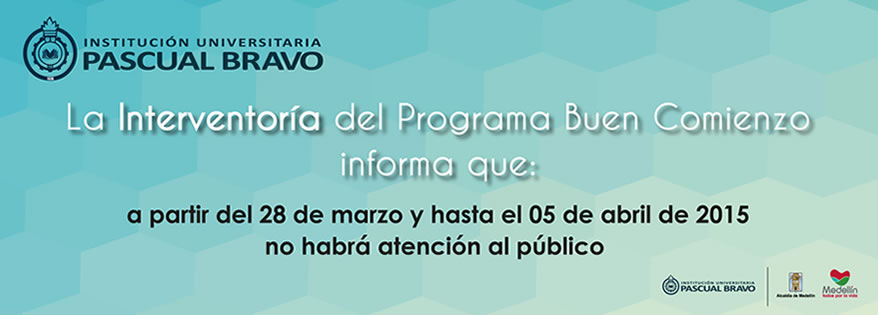 INSTITUCIÓN UNIVERSITARIA
PASCUAL BRAVO
La Interventoría del Programa Buen Comienzo
informa que:
a partir del 28 de marzo y hasta el 05 de abril de 2015
no habrá atención al público
INSTITUCIÓN UNIVERSITARIA
PASCUAL BRAVO
Alcaldía de Medellín
Medellín
todos por la vida